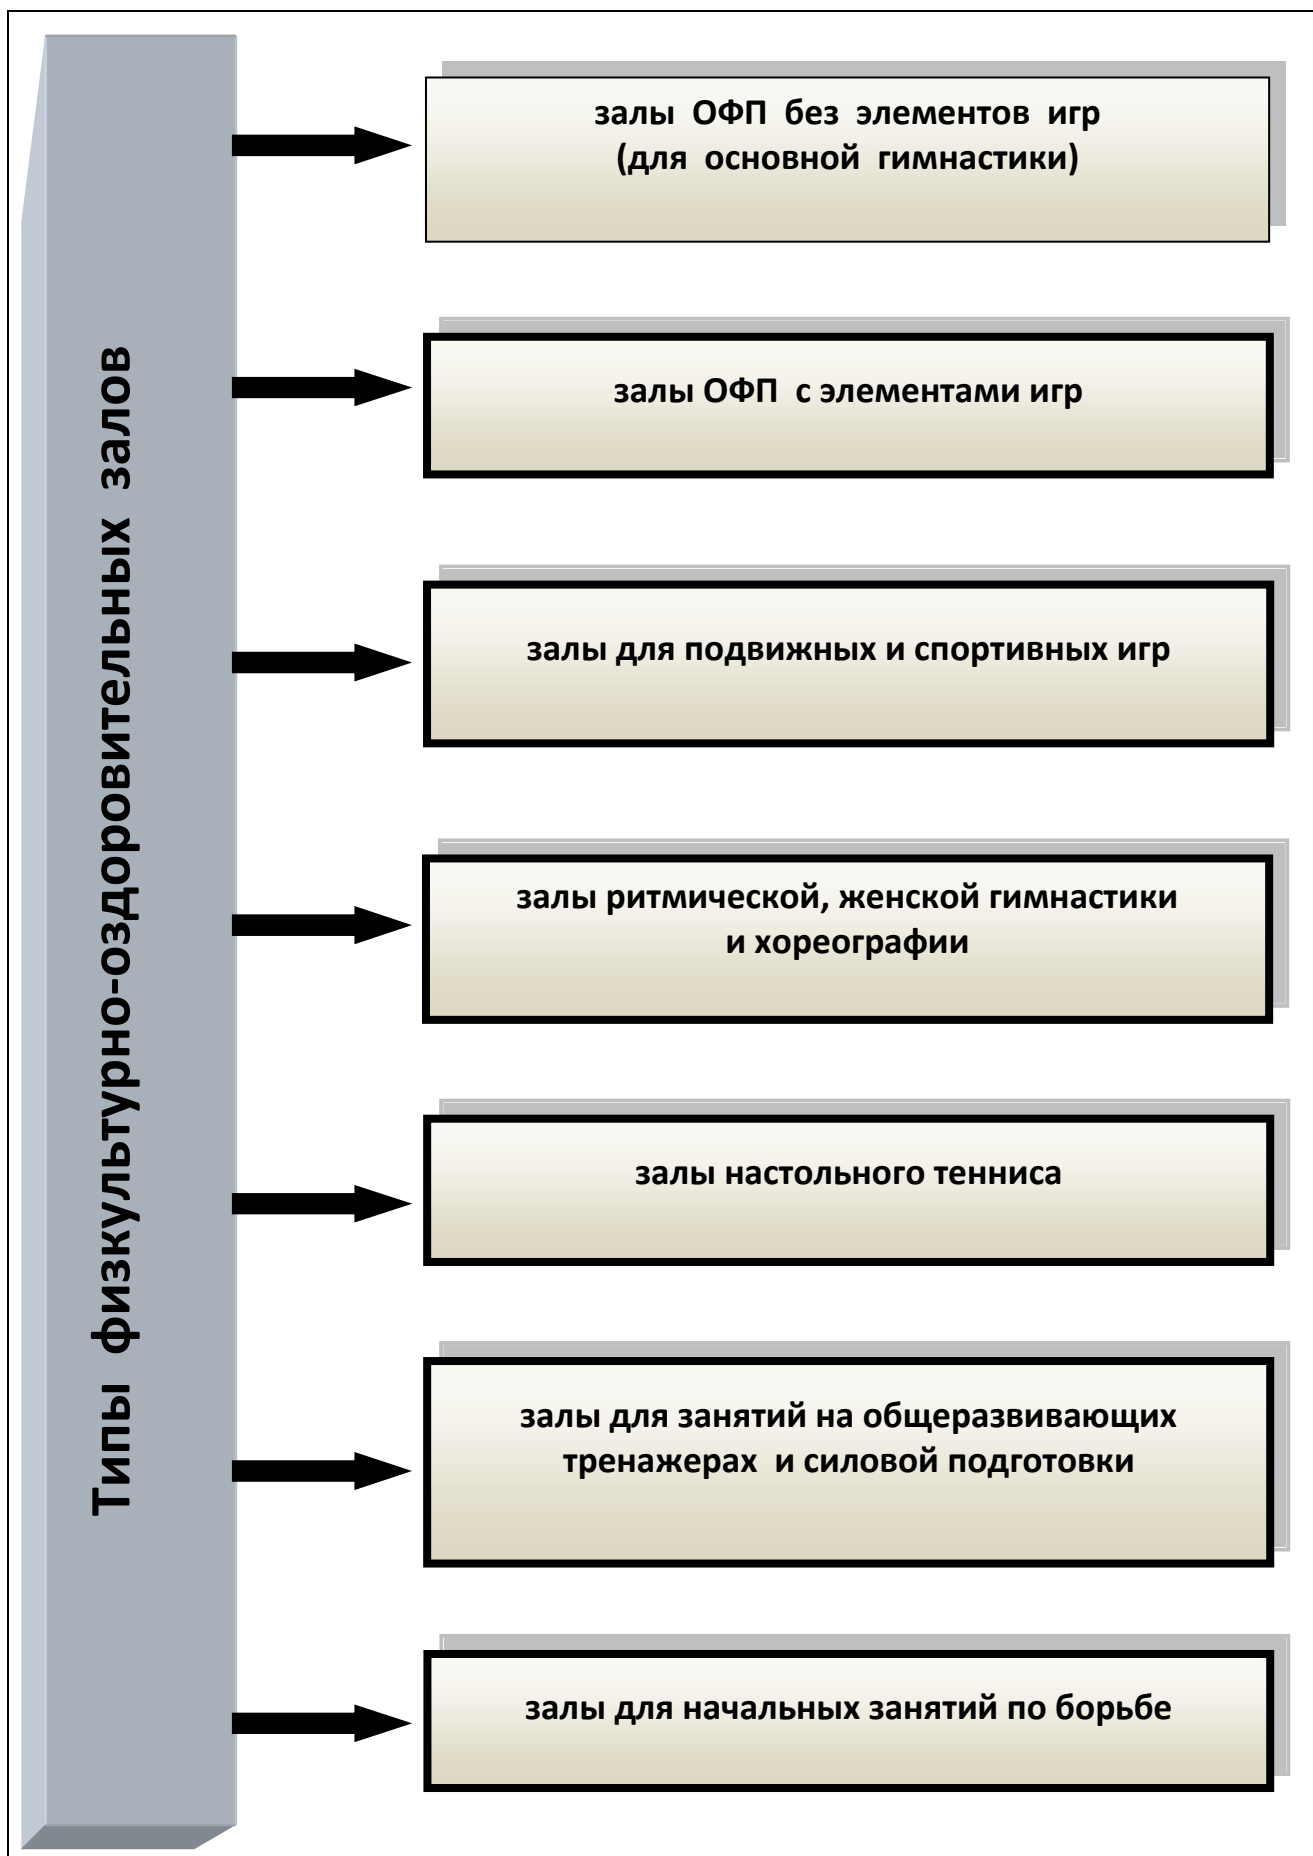 Типы физкультурно-оздоровительных залов
залы ОФП без элементов игр
(для основной гимнастики)
залы ОФП с элементами игр
залы для подвижных и спортивных игр
залы ритмической, женской гимнастики
и хореографии
залы настольного тенниса
залы для занятий на общеразвивающих
тренажерах и силовой подготовки
залы для начальных занятий по борьбе